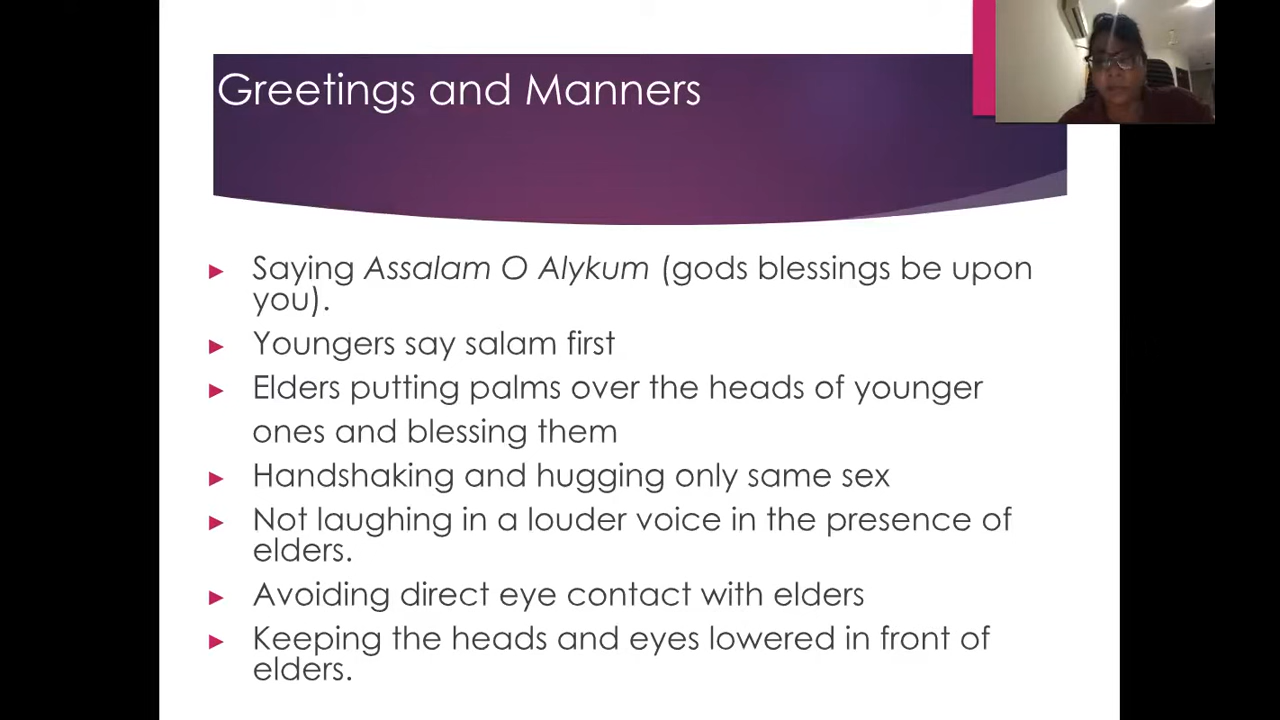 Greetings and Manners
Saying Assalam O Alykum (gods blessings be upon
you).
Youngers say salam first
Elders putting palms over the heads of younger
ones and blessing them
Handshaking and hugging only same sex
Not laughing in a louder voice in the presence of
elders.
Avoiding direct eye contact with elders
Keeping the heads and eyes lowered in front of
elders.